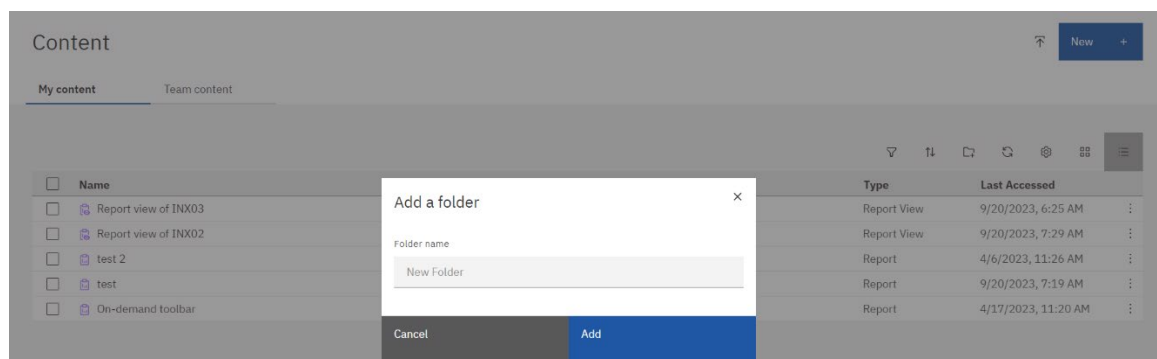 Content
New +
My content Team content
Name Type Last Accessed
Report view of INX03 Report View 9/20/2023, 6:25 AM
Report view of INX02 Report View 9/20/2023, 7:29 AM
test 2 Report 4/6/2023, 11:26 AM
test Report 9/20/2023, 7:19 AM
On-demand toolbar Report 4/17/2023, 11:20 AM
Add a folder
Folder name
New Folder
Cancel Add